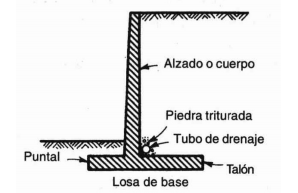 Alzado o cuerpo
Piedra triturada
Tubo de drenaje
Puntal
Talón
Losa de base